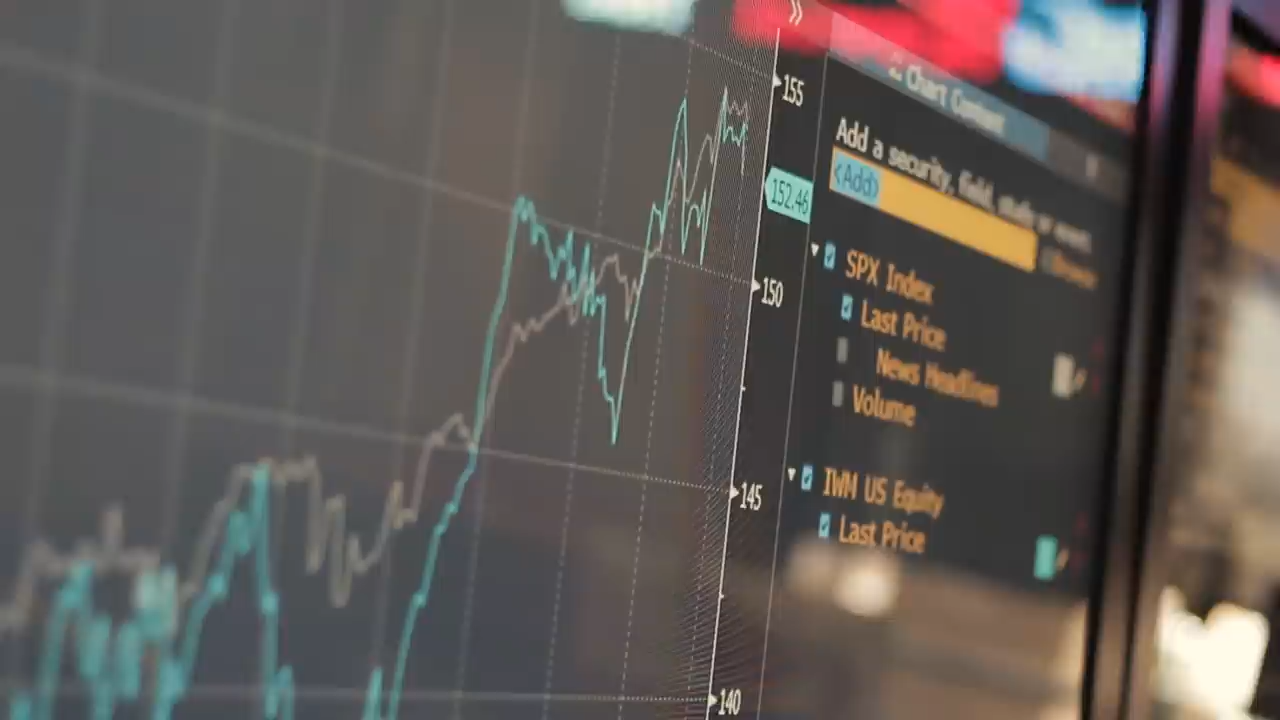 155
152.46
150
145
140
Chart Content
Add a security, field, study or event.
<Add>
SPX Index
Last Price
News Headlines
Volume
IWM US Equity
Last Price